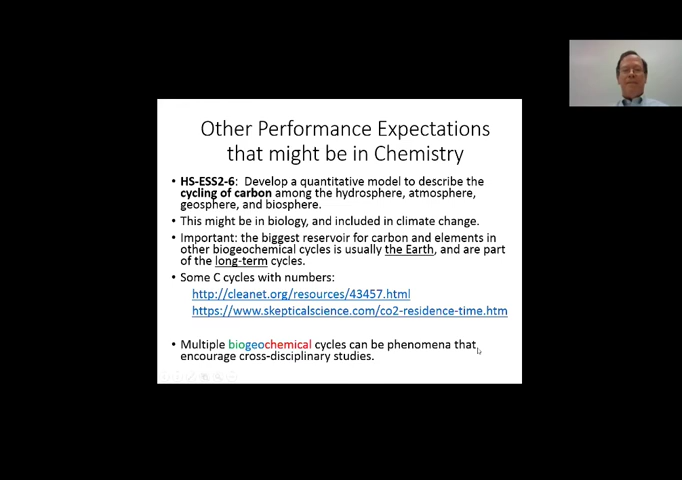 Other Performance Expectations
that might be in Chemistry
• HS-ESS2-6: Develop a quantitative model to describe the
cycling of carbon among the hydrosphere, atmosphere,
geosphere, and biosphere.
• This might be in biology, and included in climate change.
• Important: the biggest reservoir for carbon and elements in
other biogeochemical cycles is usually the Earth, and are part
of the long-term cycles.
• Some C cycles with numbers:
http://cleanet.org/resources/43457.html
https://www.skepticalscience.com/co2-residence-time.htm
• Multiple biogeochemical cycles can be phenomena that
encourage cross-disciplinary studies.